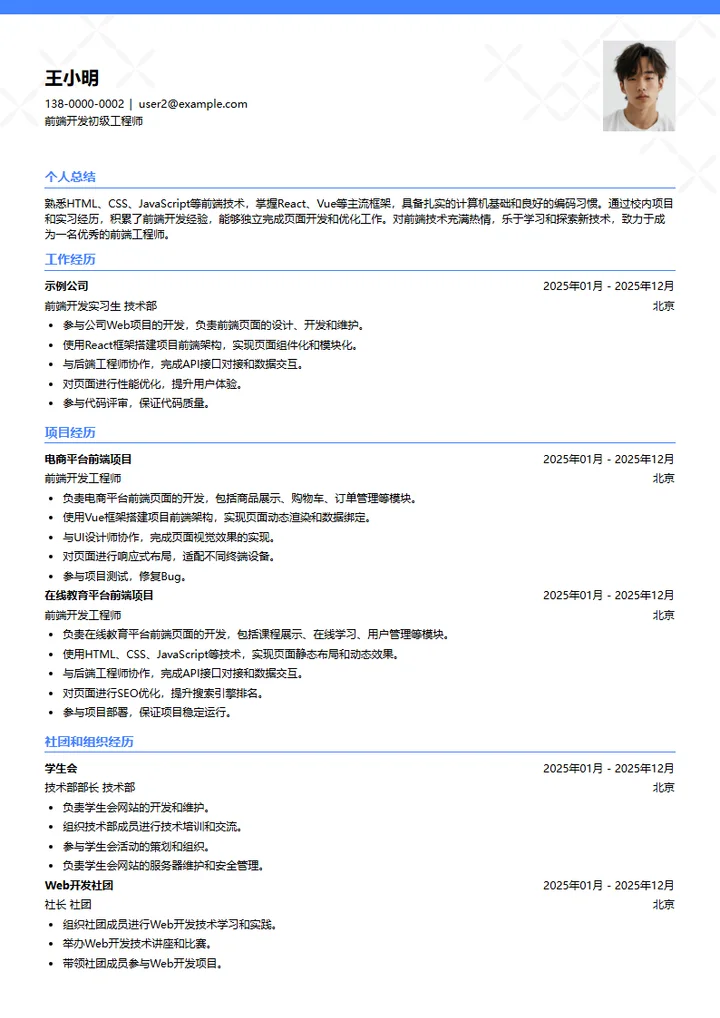 王小明
138-0000-0002 | user2@example.com
前端开发初级工程师
个人总结
熟悉HTML、CSS、JavaScript等前端技术，掌握React、Vue等主流框架，具备扎实的计算机基础和良好的编码习惯。通过校内项目
和实习经历，积累了前端开发经验，能够独立完成页面开发和优化工作。对前端技术充满热情，乐于学习和探索新技术，致力于成
为一名优秀的前端工程师。
工作经历
示例公司 2025年01月 - 2025年12月
前端开发实习生 技术部 北京
• 参与公司Web项目的开发，负责前端页面的设计、开发和维护。
• 使用React框架搭建项目前端架构，实现页面组件化和模块化。
• 与后端工程师协作，完成API接口对接和数据交互。
• 对页面进行性能优化，提升用户体验。
• 参与代码评审，保证代码质量。
项目经历
电商平台前端项目 2025年01月 - 2025年12月
前端开发工程师 北京
• 负责电商平台前端页面的开发，包括商品展示、购物车、订单管理等模块。
• 使用Vue框架搭建项目前端架构，实现页面动态渲染和数据绑定。
• 与UI设计师协作，完成页面视觉效果的实现。
• 对页面进行响应式布局，适配不同终端设备。
• 参与项目测试，修复Bug。
在线教育平台前端项目 2025年01月 - 2025年12月
前端开发工程师 北京
• 负责在线教育平台前端页面的开发，包括课程展示、在线学习、用户管理等模块。
• 使用HTML、CSS、JavaScript等技术，实现页面静态布局和动态效果。
• 与后端工程师协作，完成API接口对接和数据交互。
• 对页面进行SEO优化，提升搜索引擎排名。
• 参与项目部署，保证项目稳定运行。
社团和组织经历
学生会 2025年01月 - 2025年12月
技术部部长 技术部 北京
• 负责学生会网站的开发和维护。
• 组织技术部成员进行技术培训和交流。
• 参与学生会活动的策划和组织。
• 负责学生会网站的服务器维护和安全管理。
Web开发社团 2025年01月 - 2025年12月
社长 社团 北京
• 组织社团成员进行Web开发技术学习和实践。
• 举办Web开发技术讲座和比赛。
• 带领社团成员参与Web开发项目。